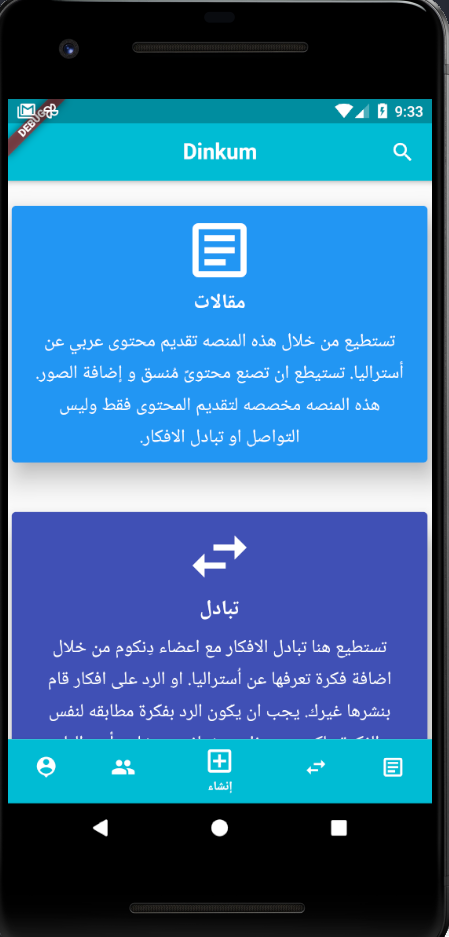 DEBUG
9:33
Dinkum
مقالات
تستطيع من خلال هذه المنصه تقديم محتوى عربي عن
أستراليا. تستيطع ان تصنع محتوىً مُنسق و إضافة الصور.
هذه المنصه مخصصه لتقديم المحتوى فقط وليس
التواصل او تبادل الافكار.
تبادل
تستطيع هنا تبادل الافكار مع اعضاء دِنكوم من خلال
اضافة فكرة تعرفها عن أستراليا. او الرد على افكار قام
بنشرها غيرك. يجب ان يكون الرد بفكرة مطابقه لنفس
إنشاء